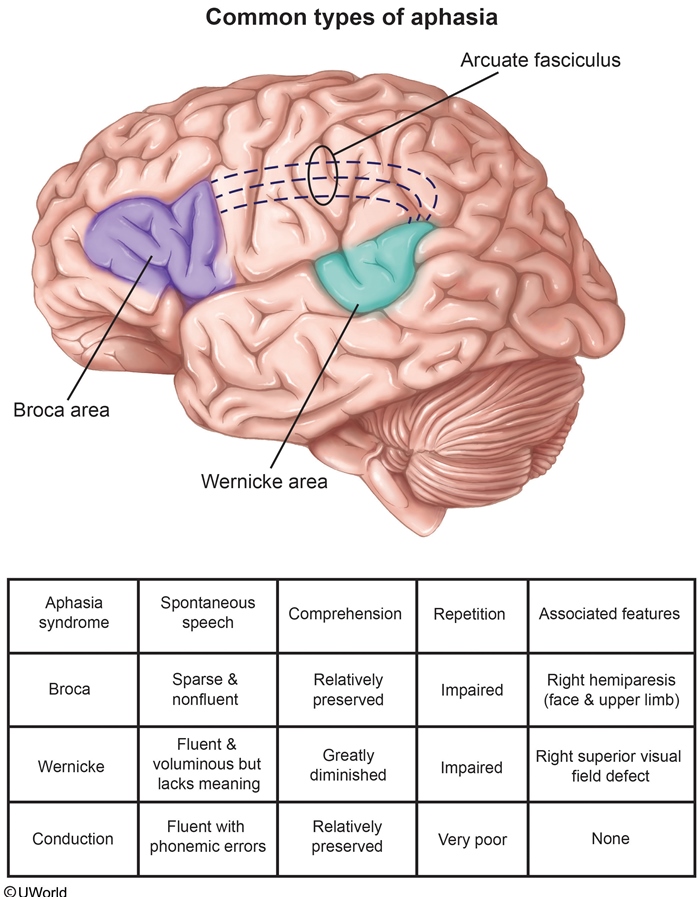 Common types of aphasia
Arcuate fasciculus
Broca area
Wernicke area
Aphasia
syndrome
Spontaneous
speech
Comprehension
Repetition
Associated features
Broca
Sparse &
nonfluent
Relatively
preserved
Impaired
Right hemiparesis
(face & upper limb)
Wernicke
Fluent &
voluminous but
lacks meaning
Greatly
diminished
Impaired
Right superior visual
field defect
Conduction
Fluent with
phonemic errors
Relatively
preserved
Very poor
None
©UWorld